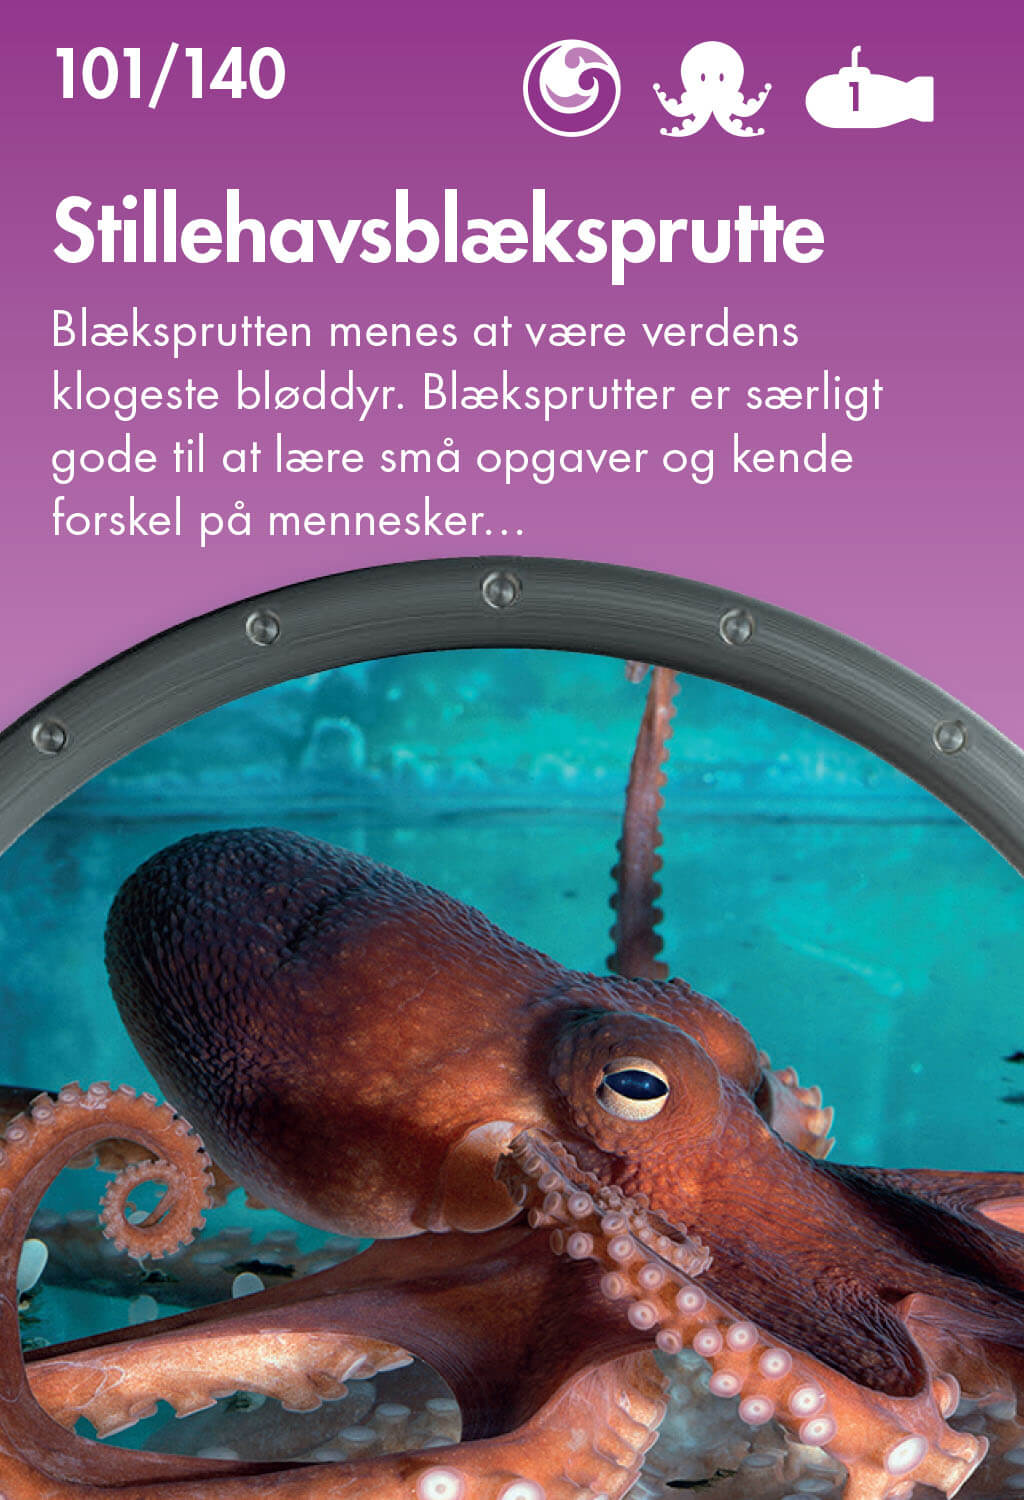 101/140
1
Stillehavsblæksprutte
Blæksprutten menes at være verdens
klogeste bløddyr. Blæksprutter er særligt
gode til at lære små opgaver og kende
forskel på mennesker...